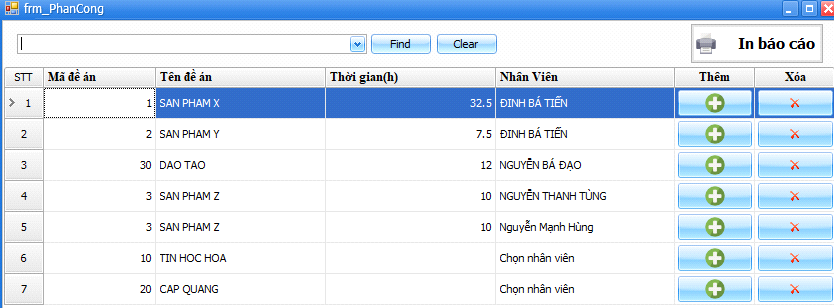 frm_PhanCong
Find Clear In báo cáo
STT Mã đề án Tên đề án Thời gian(h) Nhân Viên Thêm Xóa
1 1 SAN PHAM X 32.5 ĐINH BÁ TIẾN
2 2 SAN PHAM Y 7.5 ĐINH BÁ TIẾN
3 30 DAO TAO 12 NGUYỄN BÁ ĐẠO
4 3 SAN PHAM Z 10 NGUYỄN THANH TÙNG
5 3 SAN PHAM Z 10 Nguyễn Mạnh Hùng
6 10 TIN HOC HOA Chọn nhân viên
7 20 CAP QUANG Chọn nhân viên